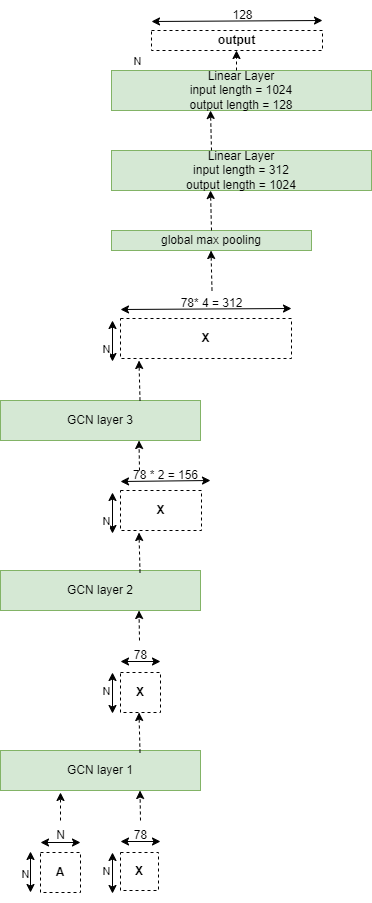 128
output
N
Linear Layer
input length = 1024
output length = 128
Linear Layer
input length = 312
output length = 1024
global max pooling
78* 4 = 312
N
X
GCN layer 3
78 * 2 = 156
N
X
GCN layer 2
78
N
X
GCN layer 1
N
78
N
A
N
X